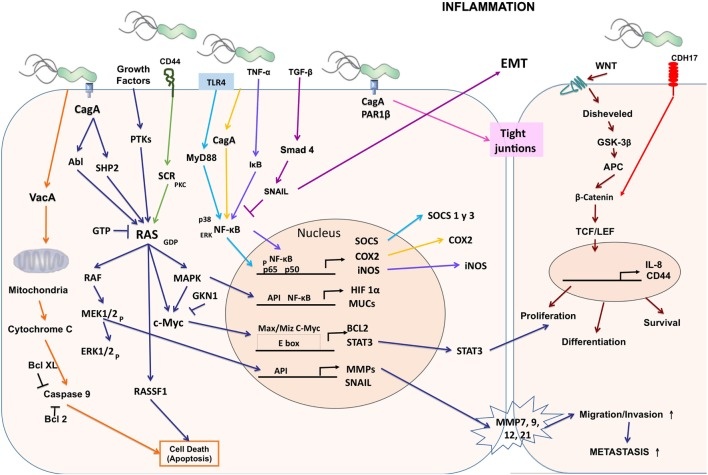 INFLAMMATION
CD44
Growth
Factors
TLR4
TNF-α
TGF-β
CagA
CagA
PAR1β
EMT
WNT
CDH17
PTKs
CagA
MyD88
IκB
Smad 4
Tight
juntions
Disheveled
GSK-3β
APC
Abl
SHP2
SCR
PKC
SNAIL
VacA
β-Catenin
p38
ERK
NF-κB
GTP
RAS
GDP
TCF/LEF
Nucleus
SOCS 1 y 3
SOCS
COX2
iNOS
COX2
iNOS
P NF-κB
p65 p50
IL-8
CD44
Mitochondria
RAF
MAPK
GKN1
API NF-κB
HIF 1α
MUCs
MEK1/2 P
c-Myc
Cytochrome C
ERK1/2 P
Max/Miz C-Myc
E box
BCL2
STAT3
STAT3
Proliferation
Differentiation
Survival
Bcl XL
Caspase 9
Bcl 2
RASSF1
API
MMPs
SNAIL
MMP7, 9,
12, 21
Migration/Invasion ↑
METASTASIS ↑
Cell Death
(Apoptosis)